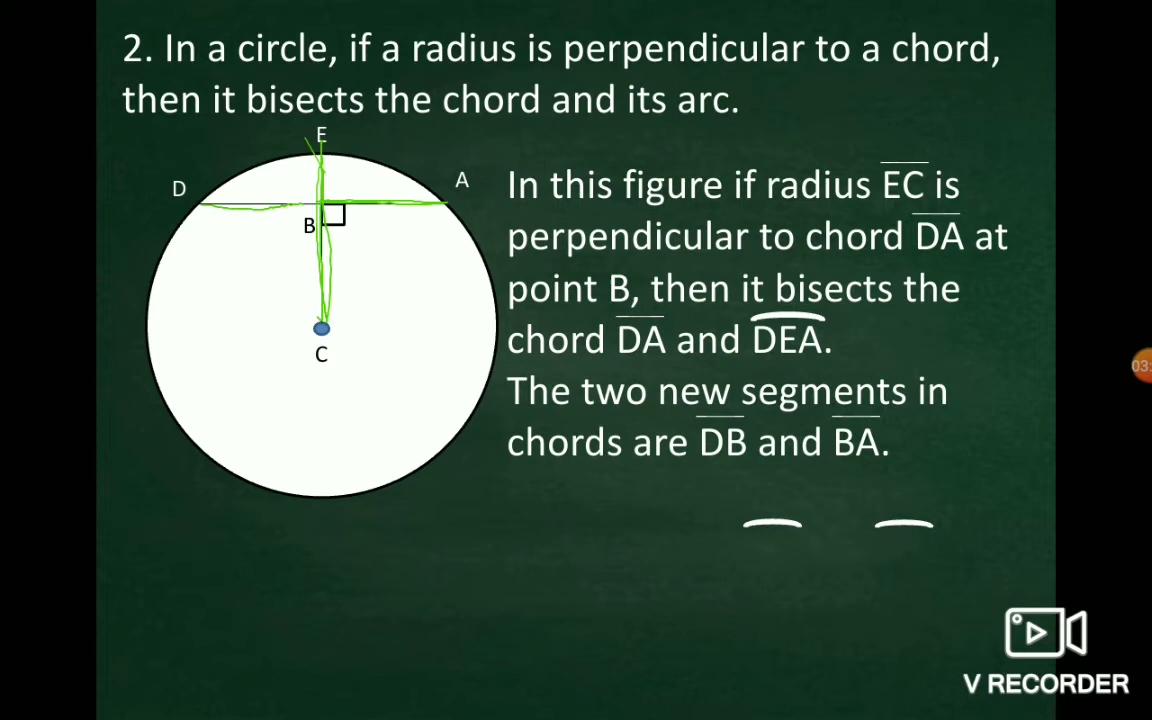 2. In a circle, if a radius is perpendicular to a chord,
then it bisects the chord and its arc.
E
D
A
B
C
In this figure if radius EC is
perpendicular to chord DA at
point B, then it bisects the
chord DA and DEA.
The two new segments in
chords are DB and BA.
03:
V RECORDER